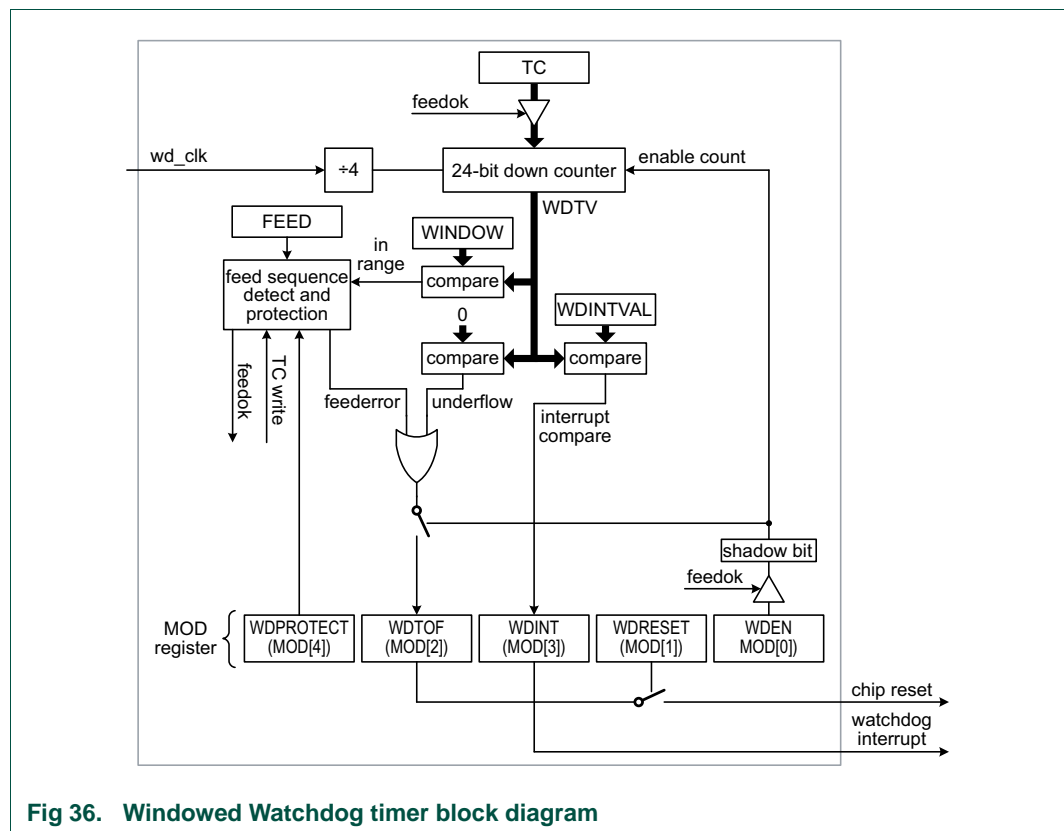 TC
feedok
wd_clk
÷4
24-bit down counter
enable count
WDTV
FEED
WINDOW
in
range
feed sequence
detect and
protection
compare
0
WDINTVAL
compare
compare
feedok
TC write
feederror
underflow
interrupt
compare
shadow bit
feedok
MOD
register
WDPROTECT
(MOD[4])
WDTOF
(MOD[2])
WDINT
(MOD[3])
WDRESET
(MOD[1])
WDEN
MOD[0])
chip reset
watchdog
interrupt
Fig 36. Windowed Watchdog timer block diagram